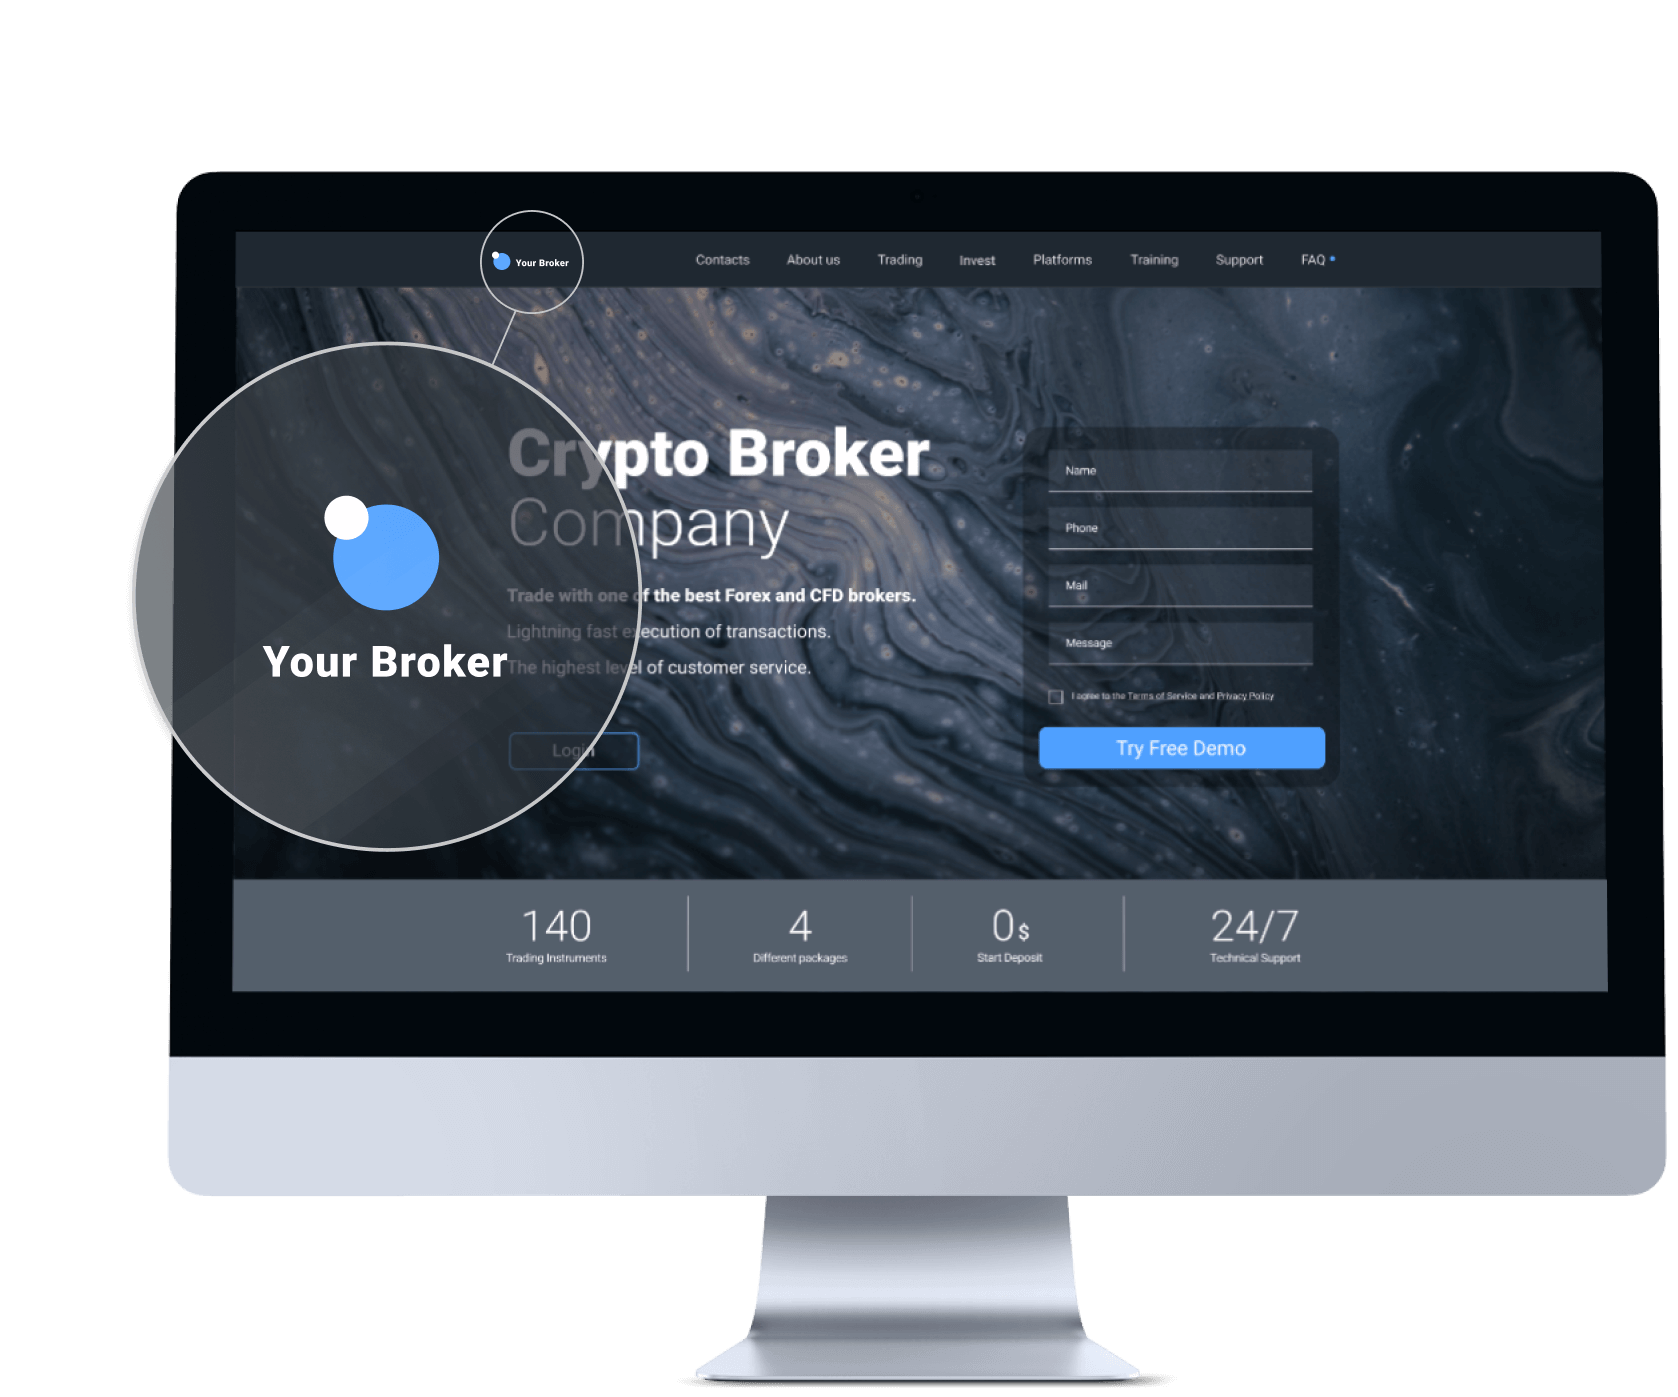 Your Broker
Contacts
About us
Trading
Invest
Platforms
Training
Support
FAQ
Your Broker
Crypto Broker
Company
Trade with one of the best Forex and CFD brokers.
Lightning fast execution of transactions.
The highest level of customer service.
Login
Name
Phone
Mail
Message
I agree to the Terms of Service and Privacy Policy
Try Free Demo
140
Trading Instruments
4
Different packages
0$
Start Deposit
24/7
Technical Support